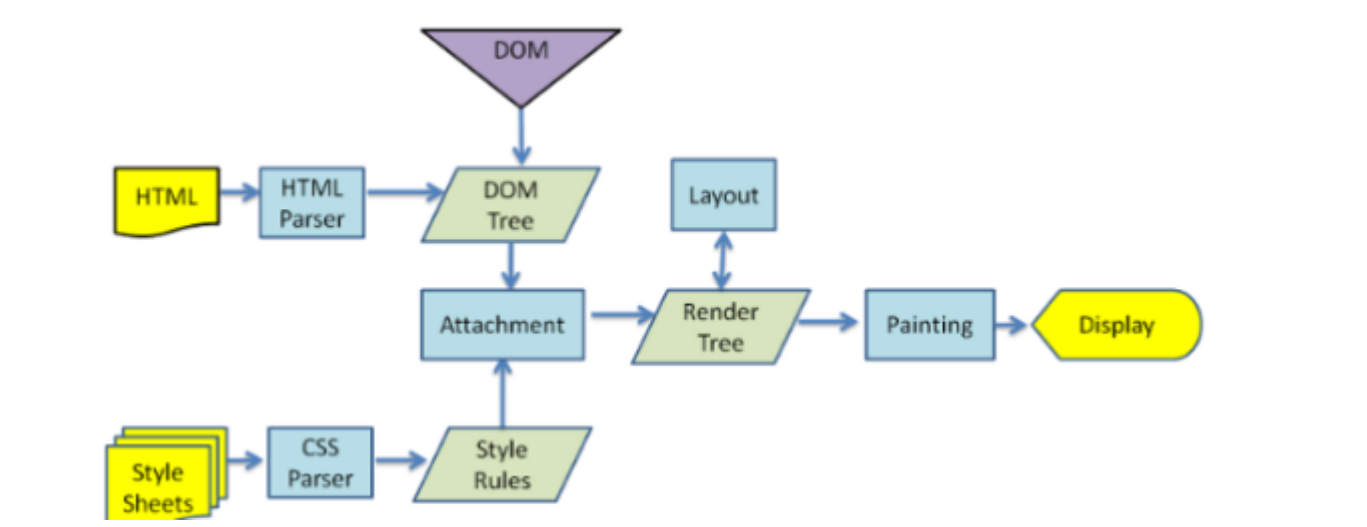 DOM
HTML
HTML
Parser
DOM
Tree
Layout
Attachment
Render
Tree
Painting
Display
Style
Sheets
CSS
Parser
Style
Rules